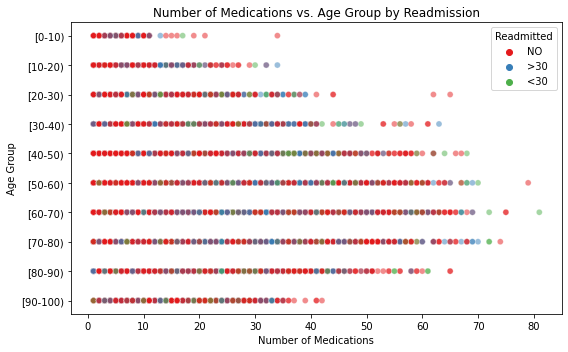 Number of Medications vs. Age Group by Readmission
Readmitted
NO
>30
<30
Age Group
[0-10)
[10-20)
[20-30)
[30-40)
[40-50)
[50-60)
[60-70)
[70-80)
[80-90)
[90-100)
0 10 20 30 40 50 60 70 80
Number of Medications